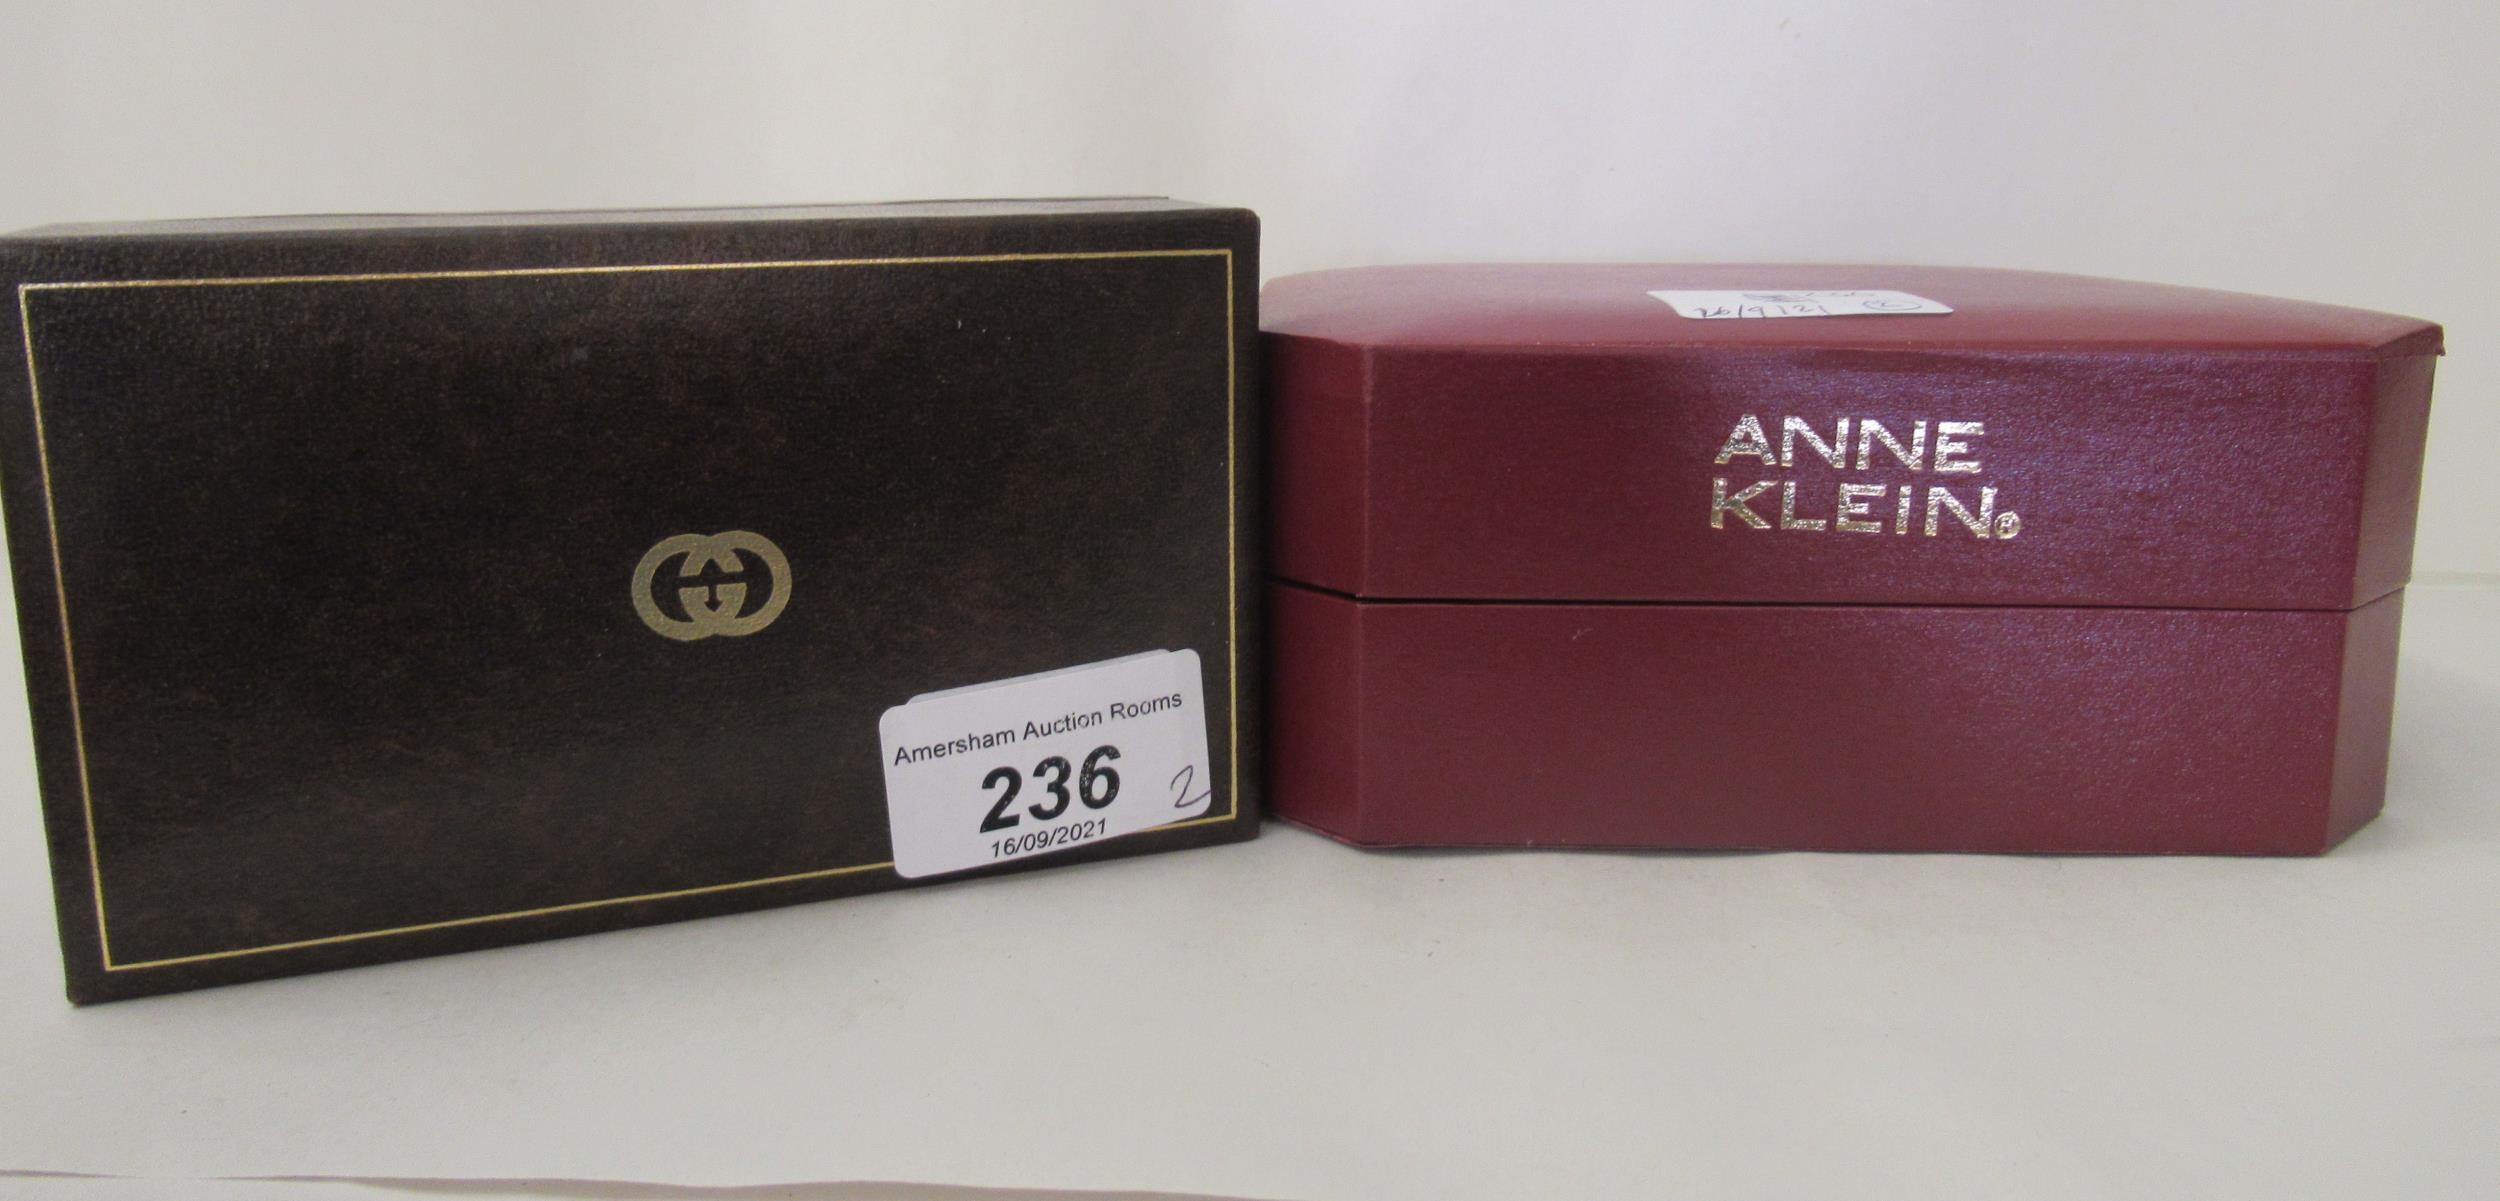 Amersham Auction Rooms
236 2
16/09/2021
ANNE
KLEIN®